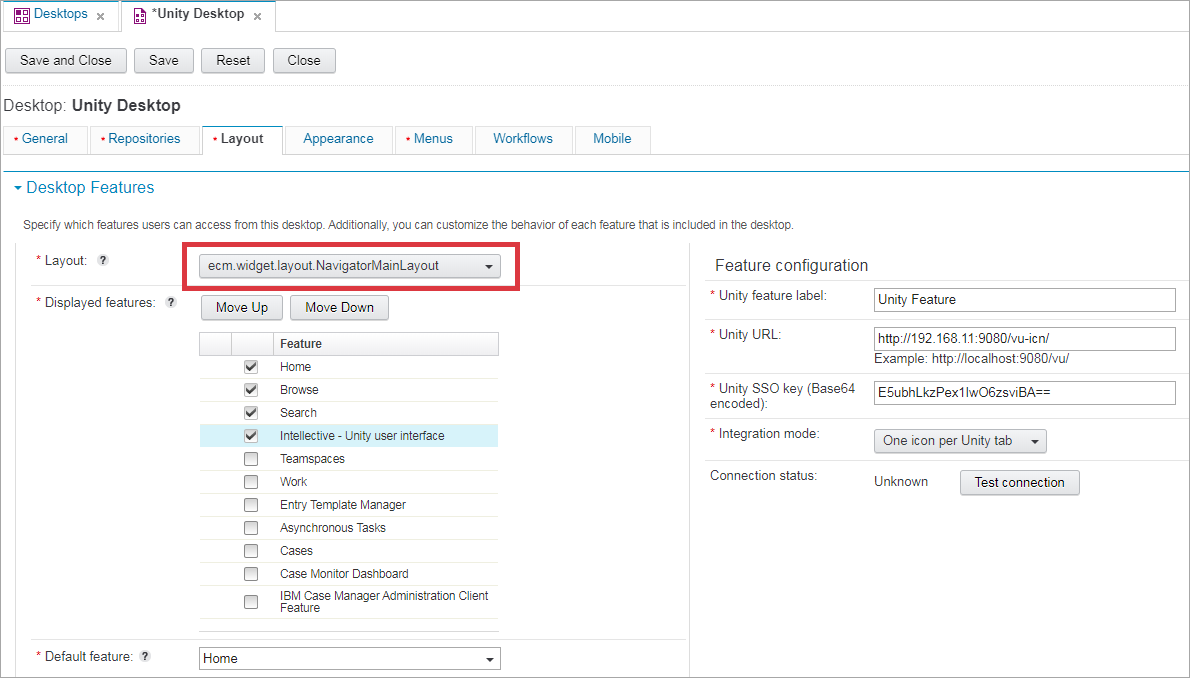 Desktops ×
*Unity Desktop ×
Save and Close
Save
Reset
Close
Desktop: Unity Desktop
* General
* Repositories
* Layout
Appearance
* Menus
Workflows
Mobile
Desktop Features
Specify which features users can access from this desktop. Additionally, you can customize the behavior of each feature that is included in the desktop.
* Layout: ?
ecm.widget.layout.NavigatorMainLayout
* Displayed features: ?
Move Up
Move Down
Feature
Home
Browse
Search
Intellective - Unity user interface
Teamspaces
Work
Entry Template Manager
Asynchronous Tasks
Cases
Case Monitor Dashboard
IBM Case Manager Administration Client
Feature
* Default feature: ?
Home
Feature configuration
* Unity feature label:
Unity Feature
* Unity URL:
http://192.168.11:9080/vu-icn/
Example: http://localhost:9080/vu/
* Unity SSO key (Base64
encoded):
E5ubhLkzPex1IwO6zsviBA==
* Integration mode:
One icon per Unity tab
Connection status:
Unknown
Test connection